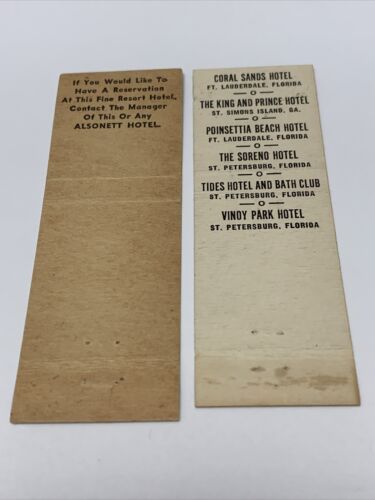 If You Would Like To
Have A Reservation
At This Fine Resort Hotel,
Contact The Manager
Of This Or Any
ALSONETT HOTEL.
CORAL SANDS HOTEL
FT. LAUDERDALE, FLORIDA
—O—
THE KING AND PRINCE HOTEL
ST. SIMONS ISLAND, GA.
—O—
POINSETTIA BEACH HOTEL
FT. LAUDERDALE, FLORIDA
—O—
THE SORENO HOTEL
ST. PETERSBURG, FLORIDA
—O—
TIDES HOTEL AND BATH CLUB
ST. PETERSBURG, FLORIDA
—O—
VINOY PARK HOTEL
ST. PETERSBURG, FLORIDA